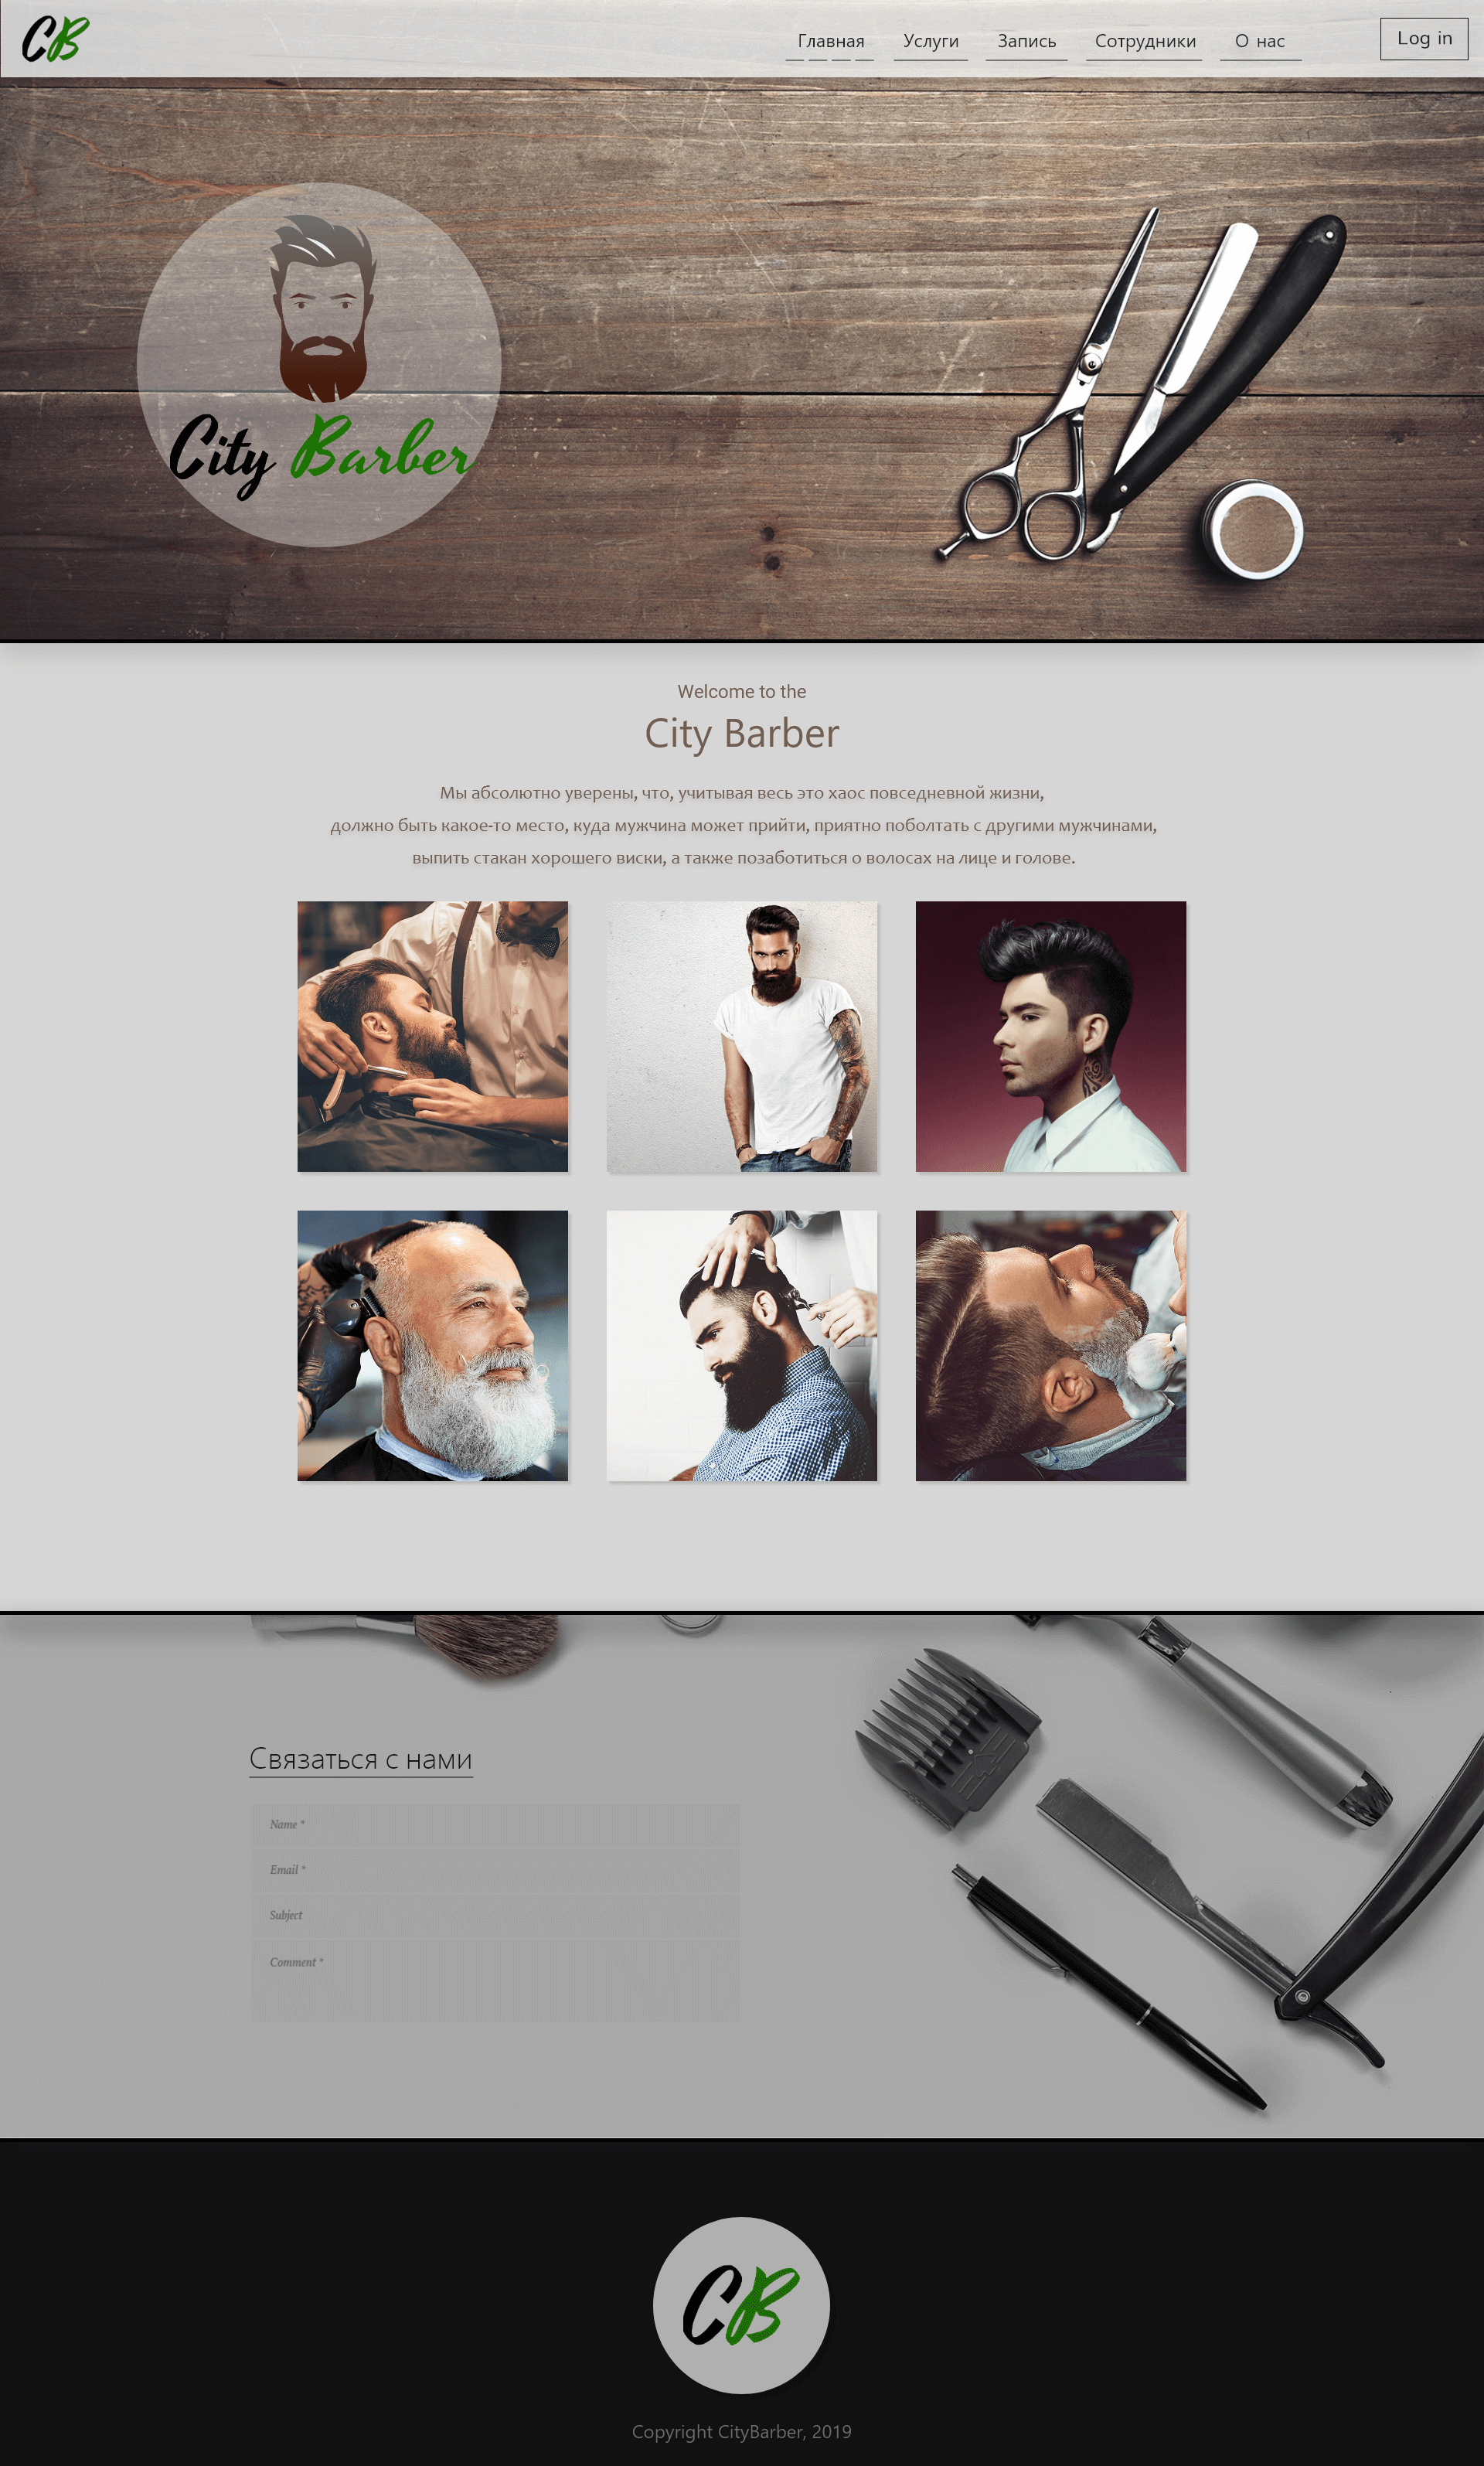 CB
Главная Услуги Запись Сотрудники О нас Log in
City Barber
Welcome to the
City Barber
Мы абсолютно уверены, что, учитывая весь это хаос повседневной жизни,
должно быть какое-то место, куда мужчина может прийти, приятно поболтать с другими мужчинами,
выпить стакан хорошего виски, а также позаботиться о волосах на лице и голове.
Связаться с нами
Name *
Email *
Subject
Comment *
CB
Copyright CityBarber, 2019